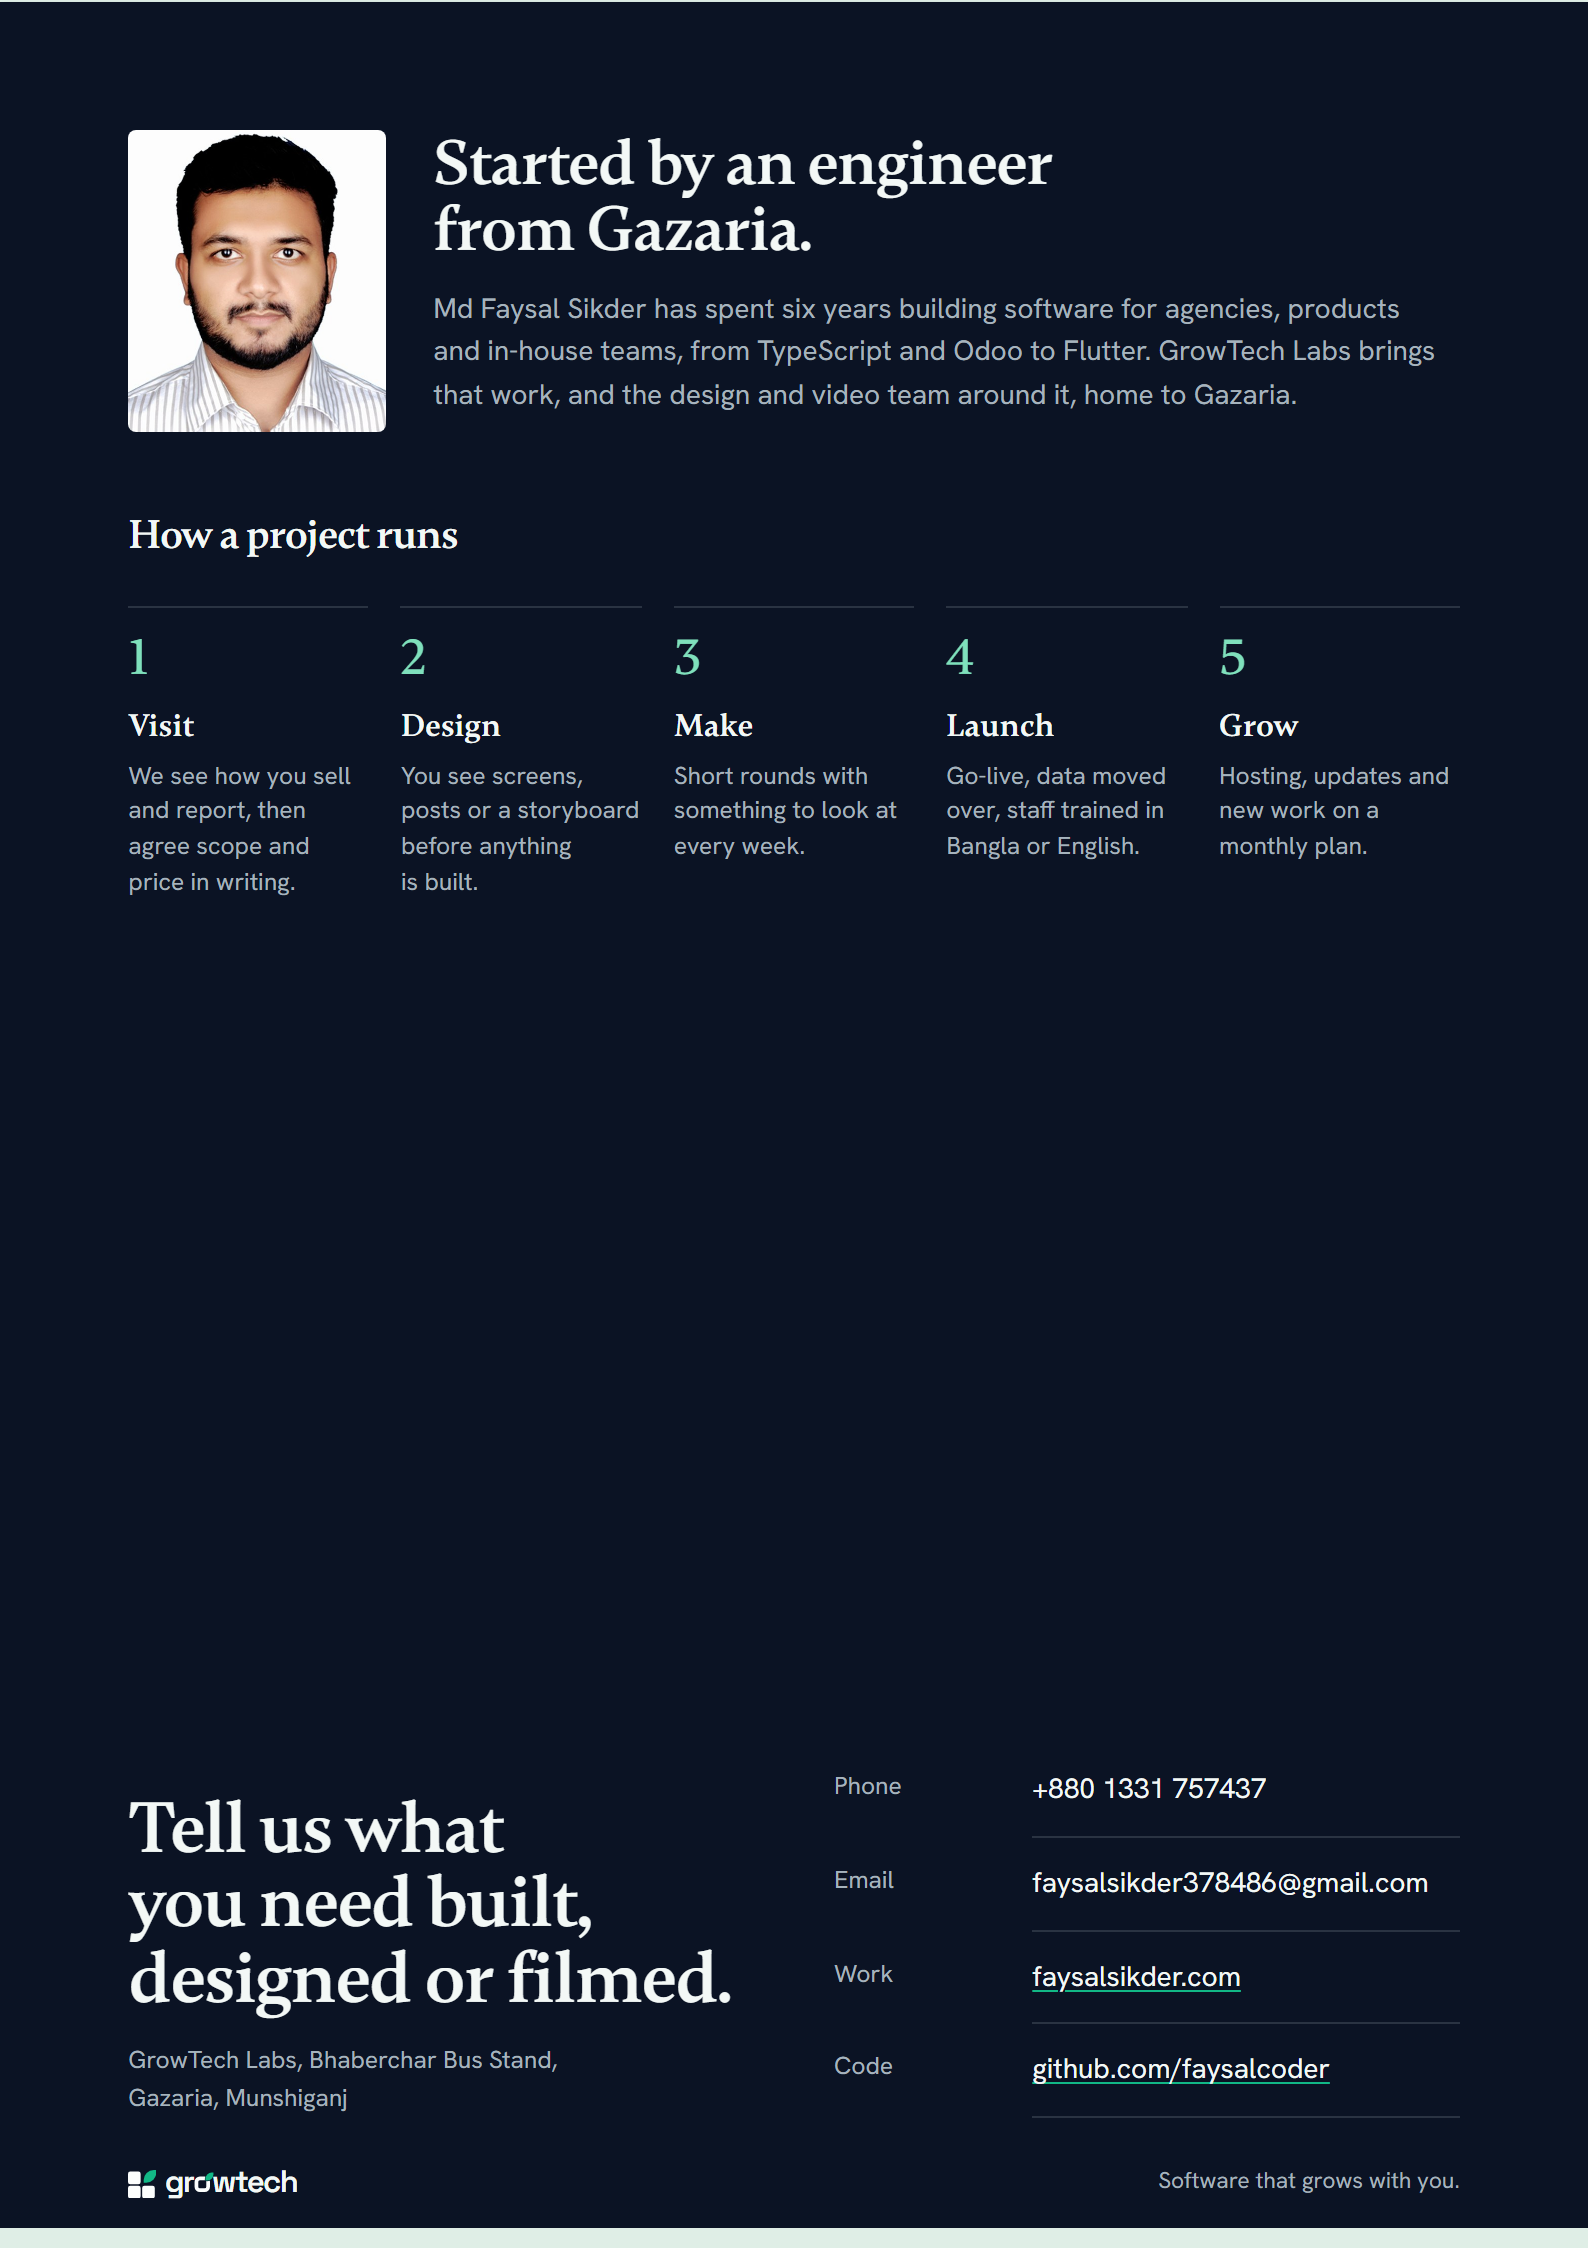 Started by an engineer
from Gazaria.
Md Faysal Sikder has spent six years building software for agencies, products
and in-house teams, from TypeScript and Odoo to Flutter. GrowTech Labs brings
that work, and the design and video team around it, home to Gazaria.
How a project runs
1
Visit
We see how you sell
and report, then
agree scope and
price in writing.
2
Design
You see screens,
posts or a storyboard
before anything
is built.
3
Make
Short rounds with
something to look at
every week.
4
Launch
Go-live, data moved
over, staff trained in
Bangla or English.
5
Grow
Hosting, updates and
new work on a
monthly plan.
Tell us what
you need built,
designed or filmed.
GrowTech Labs, Bhaberchar Bus Stand,
Gazaria, Munshiganj
Phone
+880 1331 757437
Email
faysalsikder378486@gmail.com
Work
faysalsikder.com
Code
github.com/faysalcoder
growtech
Software that grows with you.